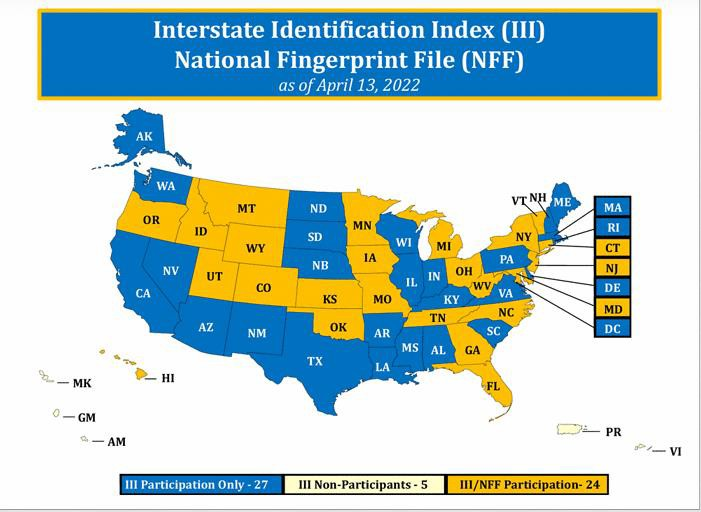 Interstate Identification Index (III)
National Fingerprint File (NFF)
as of April 13, 2022
AK
WA
OR
MT
ID
WY
NV
UT
CA
CO
AZ
NM
ND
SD
NB
KS
OK
TX
MN
IA
MO
AR
LA
WI
IL
MI
IN
OH
KY
TN
MS
AL
GA
FL
SC
NC
VA
WV
PA
NY
VT
NH
ME
MA
RI
CT
NJ
DE
MD
DC
HI
MK
GM
AM
PR
VI
III Participation Only - 27
III Non-Participants - 5
III/NFF Participation- 24